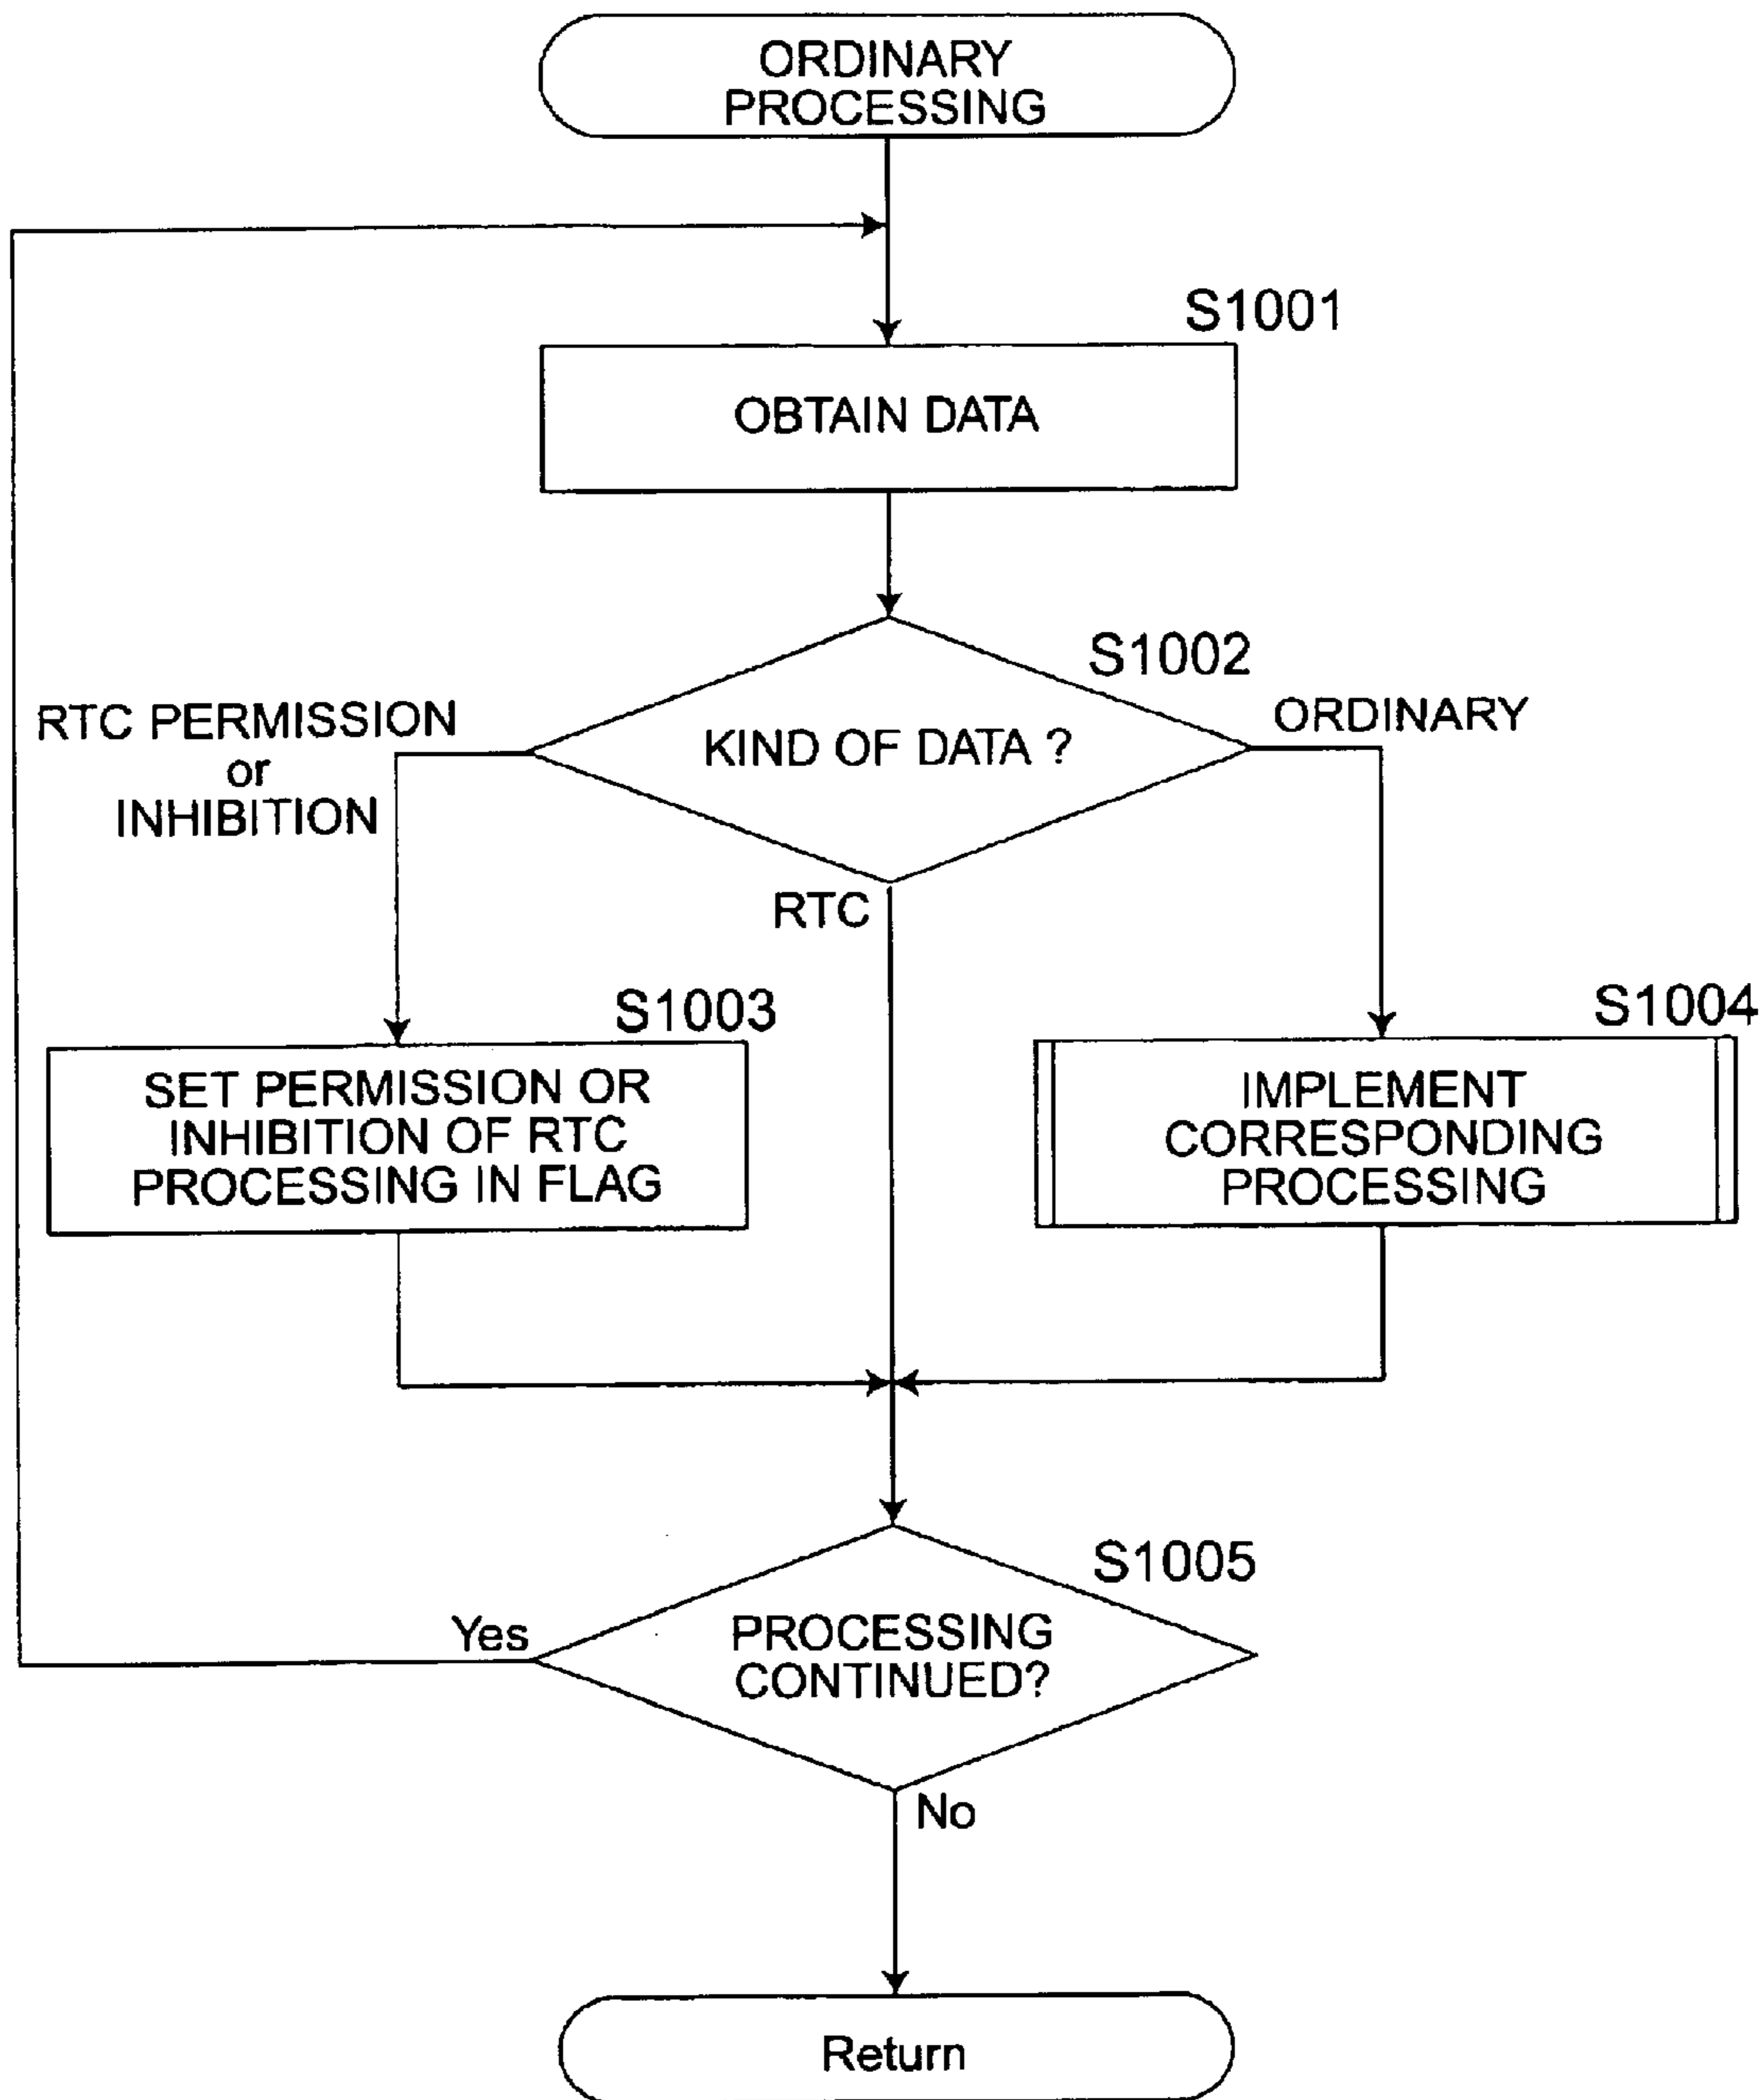 ORDINARY
PROCESSING
S1001
OBTAIN DATA
S1002
RTC PERMISSION
or
INHIBITION
KIND OF DATA ?
ORDINARY
RTC
S1003
SET PERMISSION OR
INHIBITION OF RTC
PROCESSING IN FLAG
S1004
IMPLEMENT
CORRESPONDING
PROCESSING
S1005
Yes
PROCESSING
CONTINUED?
No
Return